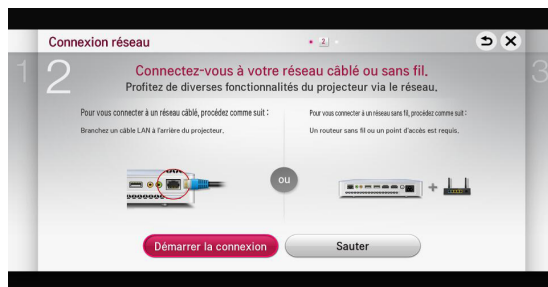 Connexion réseau
2
1
2
3
Connectez-vous à votre réseau câblé ou sans fil.
Profitez de diverses fonctionnalités du projecteur via le réseau.
Pour vous connecter à un réseau câblé, procédez comme suit :
Branchez un câble LAN à l'arrière du projecteur.
ou
Pour vous connecter à un réseau sans fil, procédez comme suit :
Un routeur sans fil ou un point d'accès est requis.
+
Démarrer la connexion
Sauter